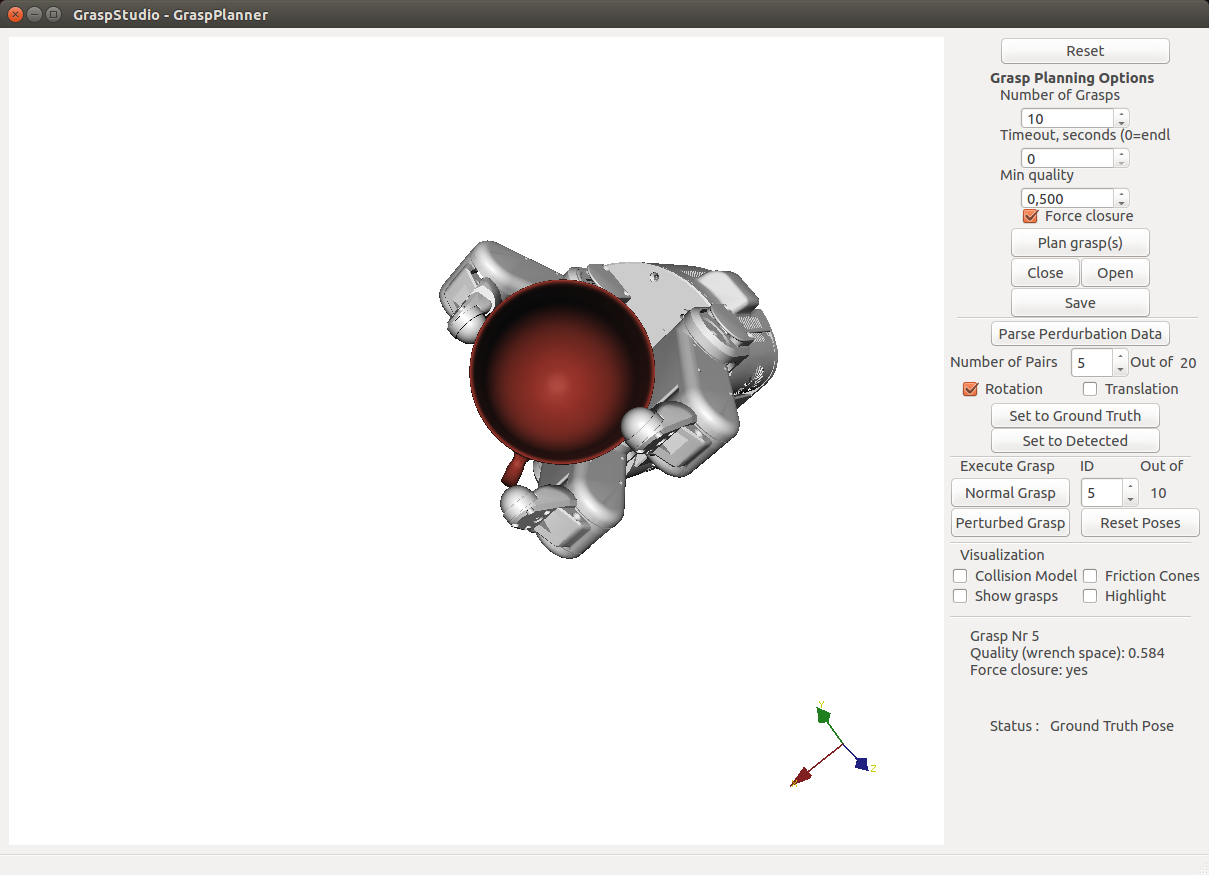 GraspStudio - GraspPlanner
Reset
Grasp Planning Options
Number of Grasps
10
Timeout, seconds (0=endl
0
Min quality
0,500
Force closure
Plan grasp(s)
Close Open
Save
Parse Perdurbation Data
Number of Pairs 5 Out of 20
Rotation Translation
Set to Ground Truth
Set to Detected
Execute Grasp ID Out of
Normal Grasp 5 10
Perturbed Grasp Reset Poses
Visualization
Collision Model Friction Cones
Show grasps Highlight
Grasp Nr 5
Quality (wrench space): 0.584
Force closure: yes
Status : Ground Truth Pose
Y
Z